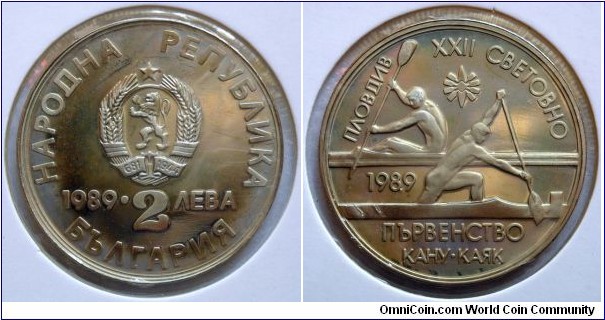 НАРОДНА РЕПУБЛИКА
1989·2 ЛЕВА
БЪЛГАРИЯ
ПЛОВДИВ XXII СВЕТОВНО
1989
ПЪРВЕНСТВО
КАНУ·КАЯК
OmniCoin.com World Coin Community